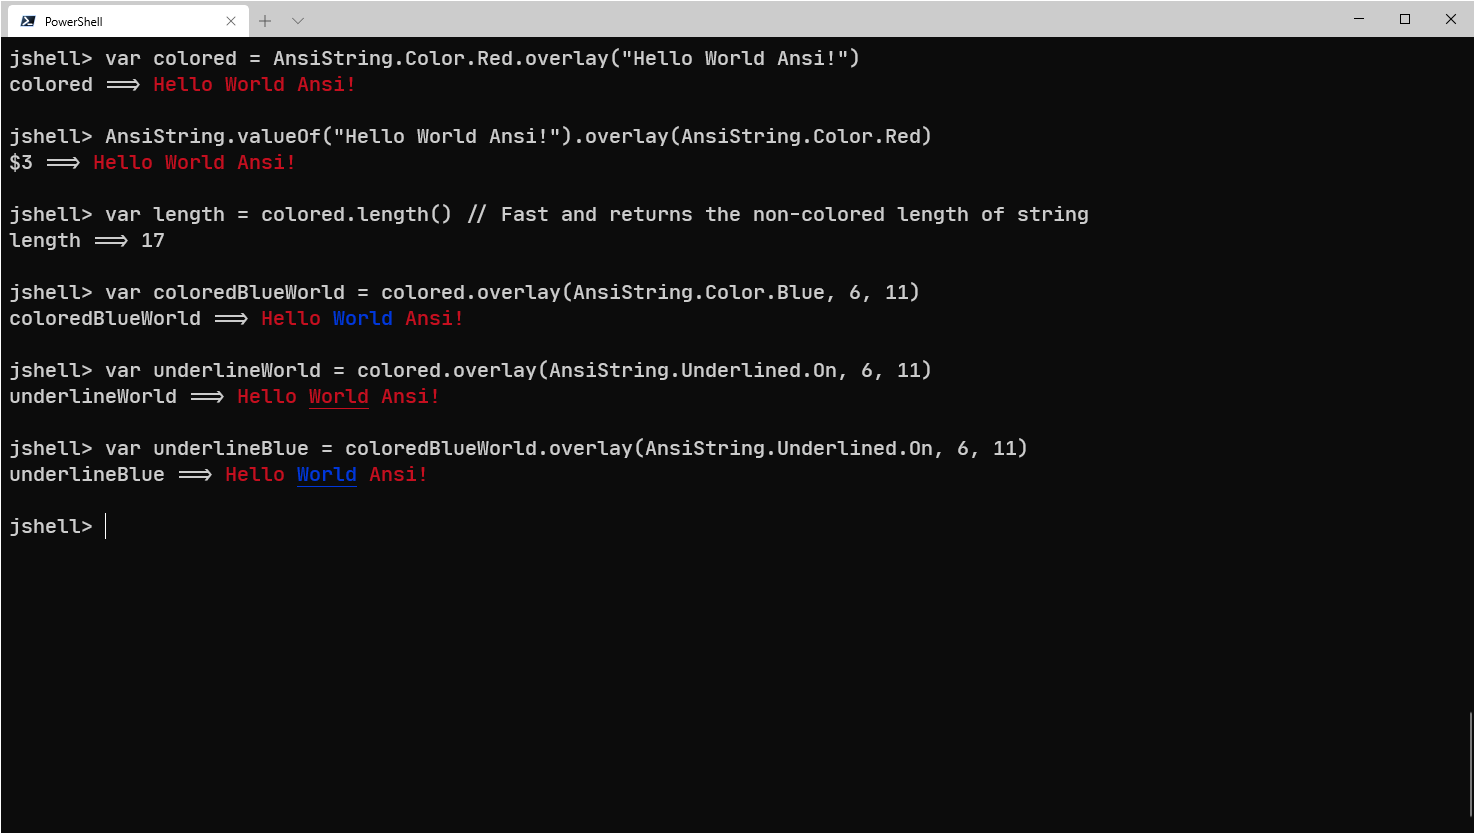 PowerShell
jshell> var colored = AnsiString.Color.Red.overlay("Hello World Ansi!")
colored ==> Hello World Ansi!
jshell> AnsiString.valueOf("Hello World Ansi!").overlay(AnsiString.Color.Red)
$3 ==> Hello World Ansi!
jshell> var length = colored.length() // Fast and returns the non-colored length of string
length ==> 17
jshell> var coloredBlueWorld = colored.overlay(AnsiString.Color.Blue, 6, 11)
coloredBlueWorld ==> Hello World Ansi!
jshell> var underlineWorld = colored.overlay(AnsiString.Underlined.On, 6, 11)
underlineWorld ==> Hello World Ansi!
jshell> var underlineBlue = coloredBlueWorld.overlay(AnsiString.Underlined.On, 6, 11)
underlineBlue ==> Hello World Ansi!
jshell>